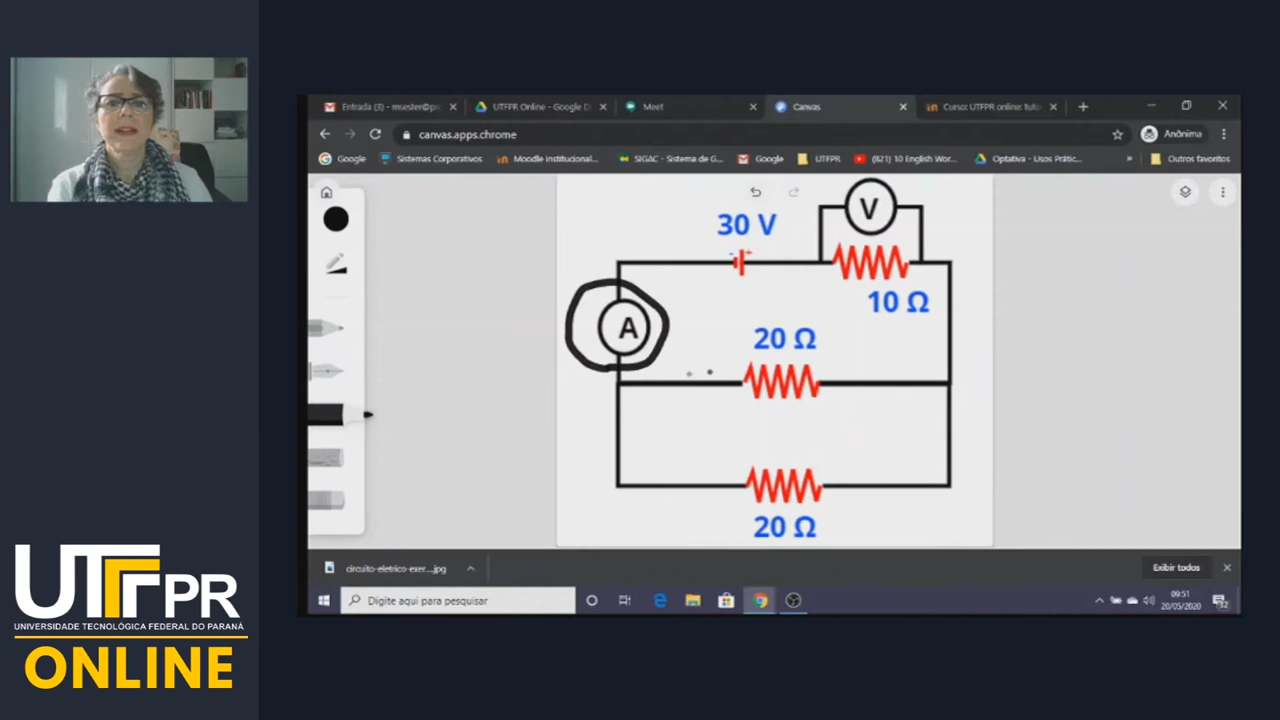 Entrada (3) - msester@pr
UTFPR Online - Google D
Meet
Canvas
Curso: UTFPR online: tuto
canvas.apps.chrome
Anônima
Google
Sistemas Corporativos
Moodle institucional...
SIGAC - Sistema de G...
Google
UTFPR
(821) 10 English Wor...
Optativa - Usos Prátic...
»
Outros favoritos
V
30 V
- +
10 Ω
A
20 Ω
20 Ω
circuito-eletrico-exer....jpg
Exibir todos
Digite aqui para pesquisar
09:51
20/05/2020
UTFPR
UNIVERSIDADE TECNOLÓGICA FEDERAL DO PARANÁ
ONLINE